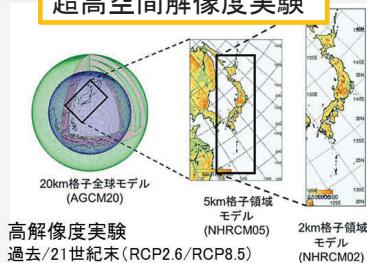 超高空間解像度実験
20km格子全球モデル
(AGCM20)
5km格子領域
モデル
(NHRCM05)
2km格子領域
モデル
(NHRCM02)
高解像度実験
過去/21世紀末(RCP2.6/RCP8.5)